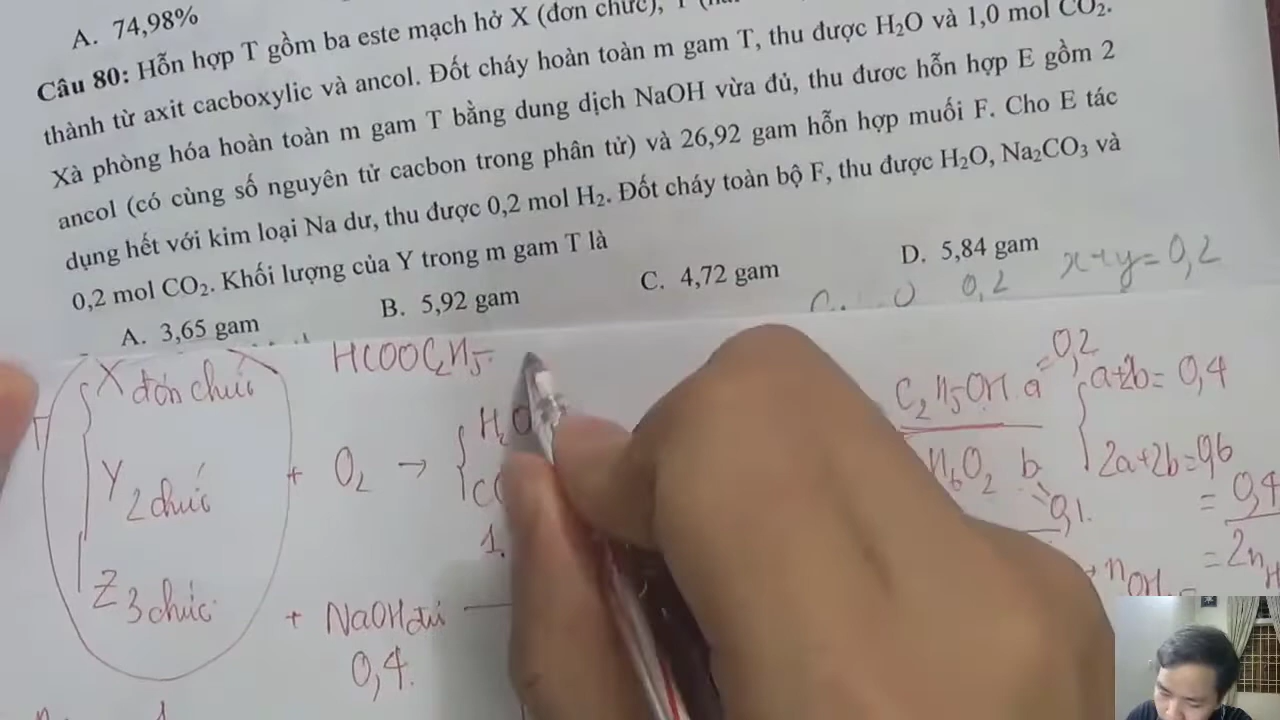 A. 74,98%
Câu 80: Hỗn hợp T gồm ba este mạch hở X (đơn chức),
thành từ axit cacboxylic và ancol. Đốt cháy hoàn toàn m gam T, thu được H₂O và 1,0 mol CO₂.
Xà phòng hóa hoàn toàn m gam T bằng dung dịch NaOH vừa đủ, thu đươc hỗn hợp E gồm 2
ancol (có cùng số nguyên tử cacbon trong phân tử) và 26,92 gam hỗn hợp muối F. Cho E tác
dụng hết với kim loại Na dư, thu được 0,2 mol H₂. Đốt cháy toàn bộ F, thu được H₂O, Na₂CO₃ và
0,2 mol CO₂. Khối lượng của Y trong m gam T là
A. 3,65 gam B. 5,92 gam C. 4,72 gam D. 5,84 gam
0,2 x+y=0,2
HCOOC₂H₅
T X đơn chức
Y 2 chức + O₂ → H₂O
Z 3 chức + NaOH đủ
0,4
C₂H₅OH a =0,2 a+2b= 0,4
H₆O₂ b 2a+2b=
0,1
nOH